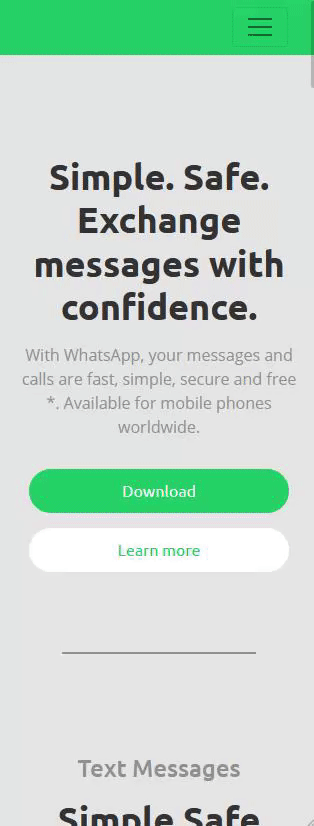 Simple. Safe.
Exchange
messages with
confidence.
With WhatsApp, your messages and
calls are fast, simple, secure and free
*. Available for mobile phones
worldwide.
Download
Learn more
Text Messages
Simple Safe